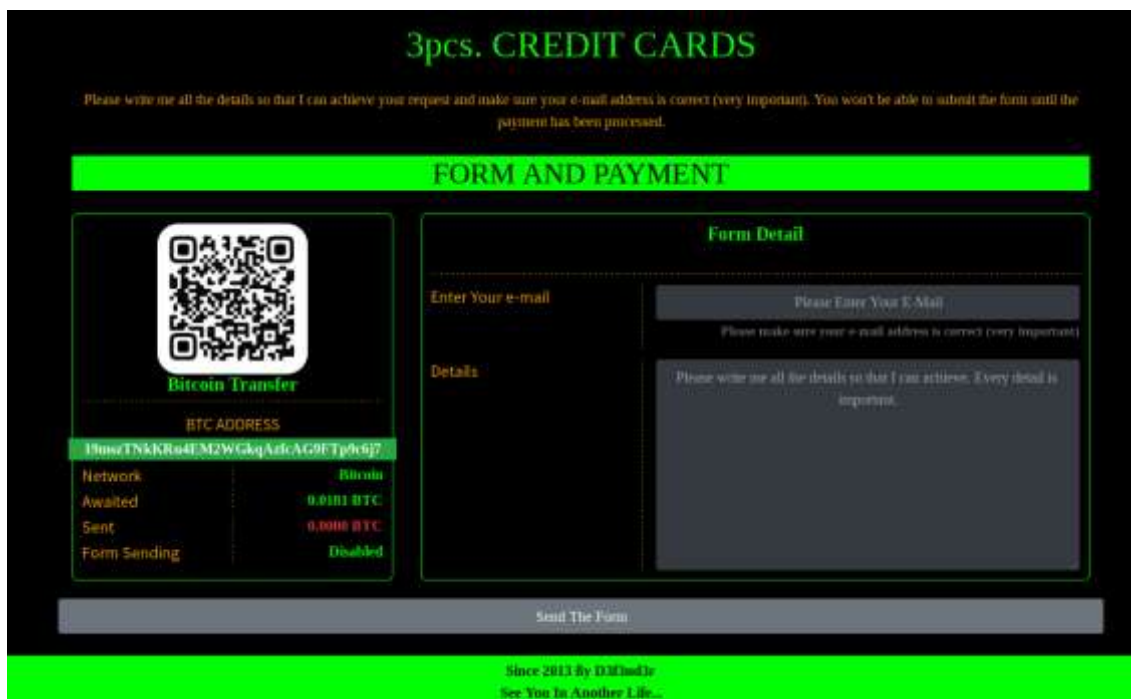 3pcs. CREDIT CARDS
Please write me all the details so that I can achieve your request and make sure your e-mail address is correct (very important). You won't be able to submit the form until the
payment has been processed.
FORM AND PAYMENT
Form Detail
Enter Your e-mail
Please Enter Your E-Mail
Please make sure your e-mail address is correct (very important)
Details
Please write me all the details so that I can achieve. Every detail is
important.
Bitcoin Transfer
BTC ADDRESS
Network Bitcoin
Awaited 0.0181 BTC
Sent 0.0000 BTC
Form Sending Disabled
Send The Form
Since 2013 By
See You In Another Life...